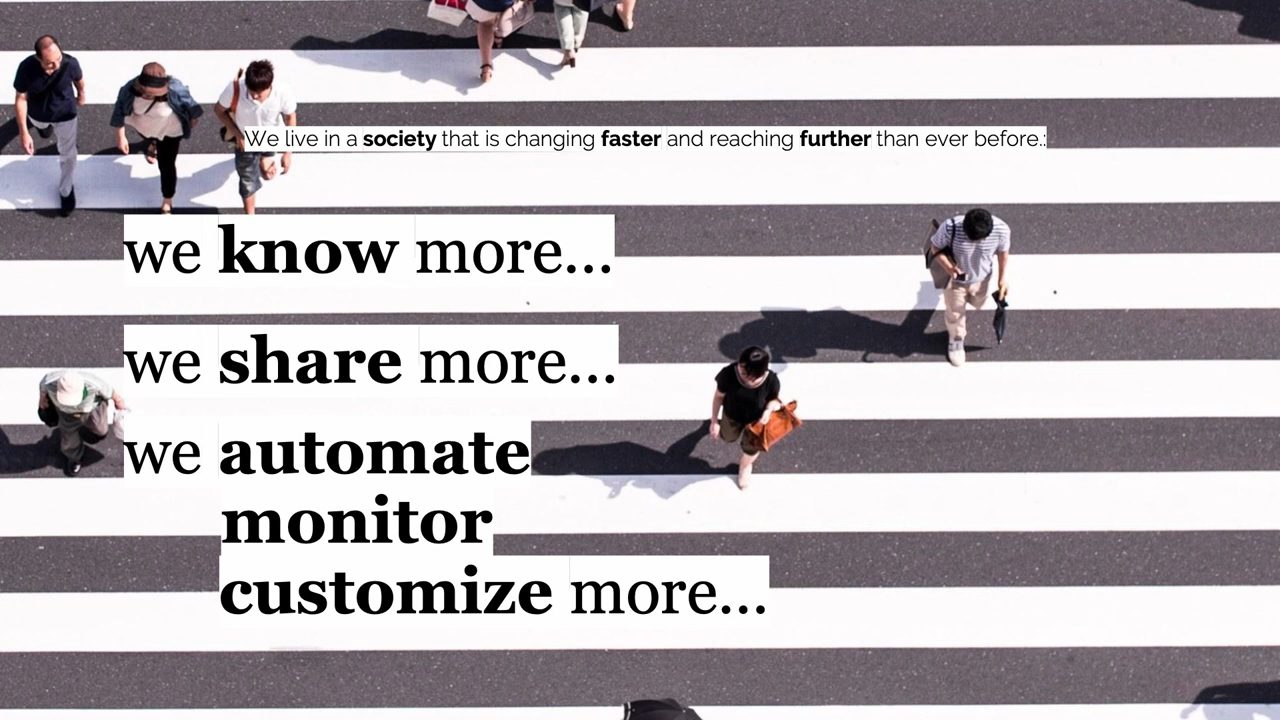 We live in a society that is changing faster and reaching further than ever before.:
we know more...
we share more...
we automate
monitor
customize more...